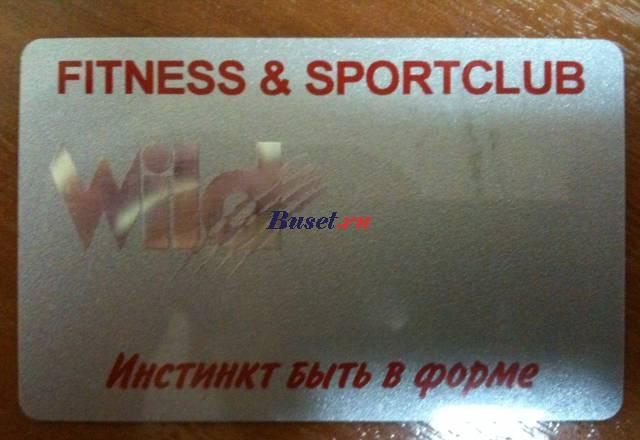 FITNESS & SPORTCLUB
Wild
Buset.ru
Инстинкт быть в форме